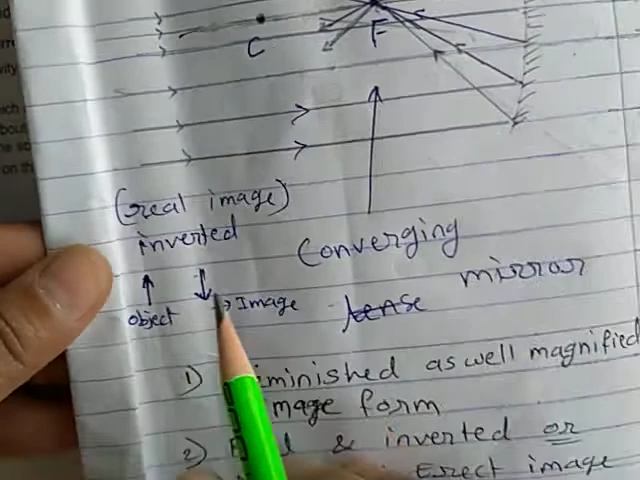 C
F
(real image)
inverted
Converging
mirror
object
Image
lense
1) iminished as well magnified
mage form
2) & inverted or
Erect image